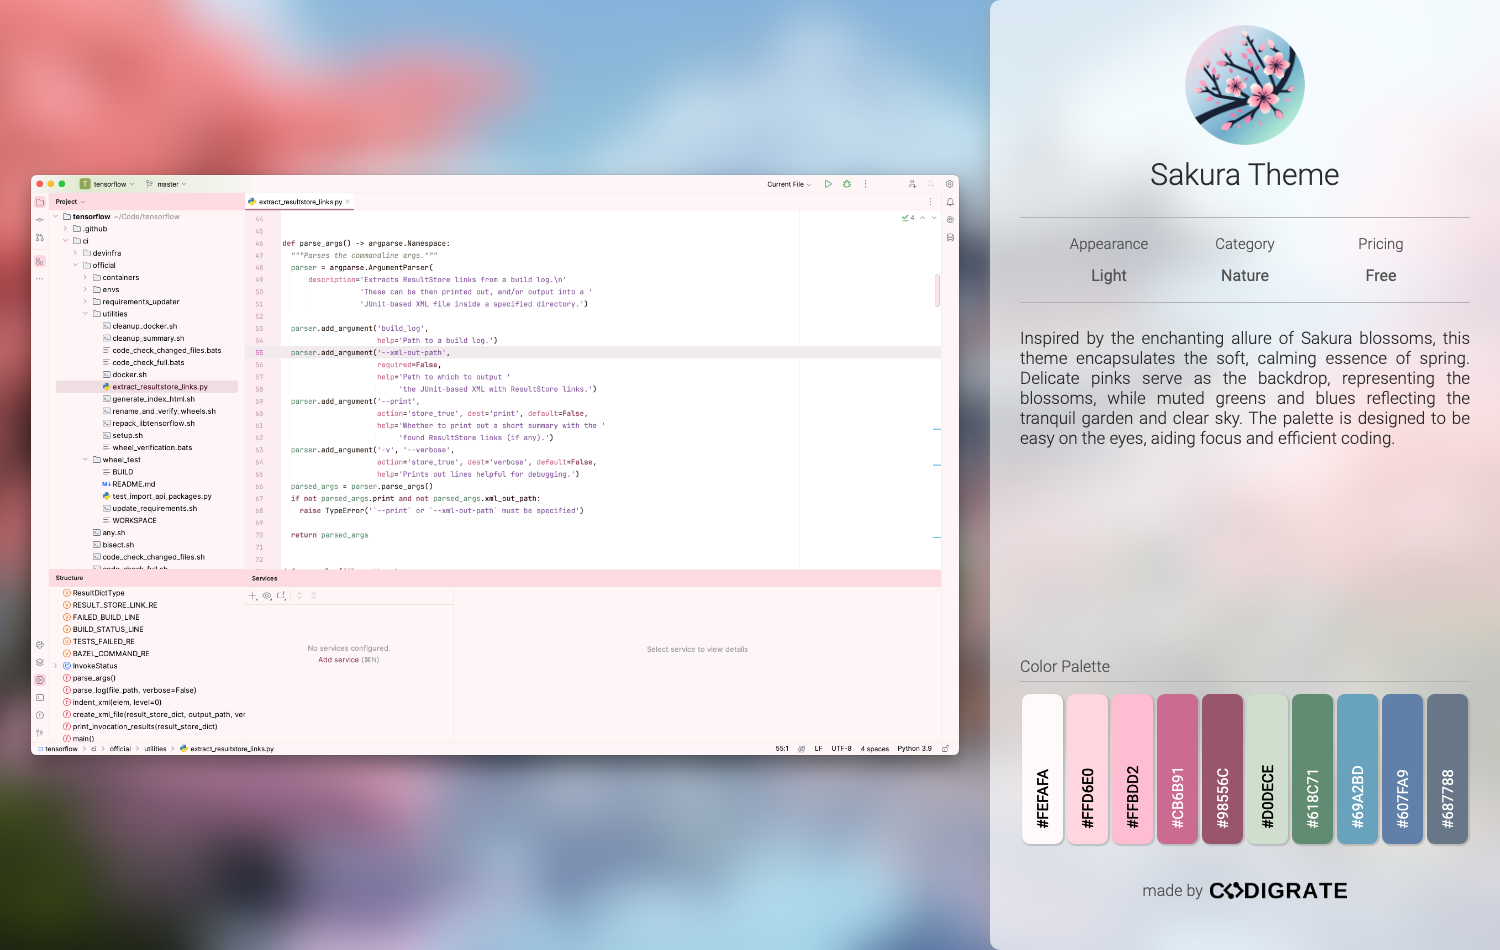 tensorflow
master
Current File
Project
extract_resultstore_links.py
tensorflow ~/Code/tensorflow
.github
ci
devinfra
official
containers
envs
requirements_updater
utilities
cleanup_docker.sh
cleanup_summary.sh
code_check_changed_files.bats
code_check_full.bats
docker.sh
extract_resultstore_links.py
generate_index_html.sh
rename_and_verify_wheels.sh
repack_libtensorflow.sh
setup.sh
wheel_verification.bats
wheel_test
BUILD
README.md
test_import_api_packages.py
update_requirements.sh
WORKSPACE
any.sh
bisect.sh
code_check_changed_files.sh
4
44
45
46 def parse_args() -> argparse.Namespace:
47 """Parses the commandline args."""
48 parser = argparse.ArgumentParser(
49 description='Extracts ResultStore links from a build log.\n'
50 'These can be then printed out, and/or output into a '
51 'JUnit-based XML file inside a specified directory.')
52
53 parser.add_argument('build_log',
54 help='Path to a build log.')
55 parser.add_argument('--xml-out-path',
56 required=False,
57 help='Path to which to output '
58 'the JUnit-based XML with ResultStore links.')
59 parser.add_argument('--print',
60 action='store_true', dest='print', default=False,
61 help='Whether to print out a short summary with the '
62 'found ResultStore links (if any).')
63 parser.add_argument('-v', '--verbose',
64 action='store_true', dest='verbose', default=False,
65 help='Prints out lines helpful for debugging.')
66 parsed_args = parser.parse_args()
67 if not parsed_args.print and not parsed_args.xml_out_path:
68 raise TypeError('`--print` or `--xml-out-path` must be specified')
69
70 return parsed_args
71
72
Structure
ResultDictType
RESULT_STORE_LINK_RE
FAILED_BUILD_LINE
BUILD_STATUS_LINE
TESTS_FAILED_RE
BAZEL_COMMAND_RE
InvokeStatus
parse_args()
parse_log(file_path, verbose=False)
indent_xml(elem, level=0)
create_xml_file(result_store_dict, output_path, ver
print_invocation_results(result_store_dict)
main()
Services
No services configured.
Add service (⌘N)
Select service to view details
tensorflow > ci > official > utilities > extract_resultstore_links.py
55:1 LF UTF-8 4 spaces Python 3.9
Sakura Theme
Appearance Category Pricing
Light Nature Free
Inspired by the enchanting allure of Sakura blossoms, this
theme encapsulates the soft, calming essence of spring.
Delicate pinks serve as the backdrop, representing the
blossoms, while muted greens and blues reflecting the
tranquil garden and clear sky. The palette is designed to be
easy on the eyes, aiding focus and efficient coding.
Color Palette
#FEFAFA
#FFD6E0
#FFBDD2
#CB6B91
#98556C
#D0DECE
#618C71
#69A2BD
#607FA9
#687788
made by CODIGRATE